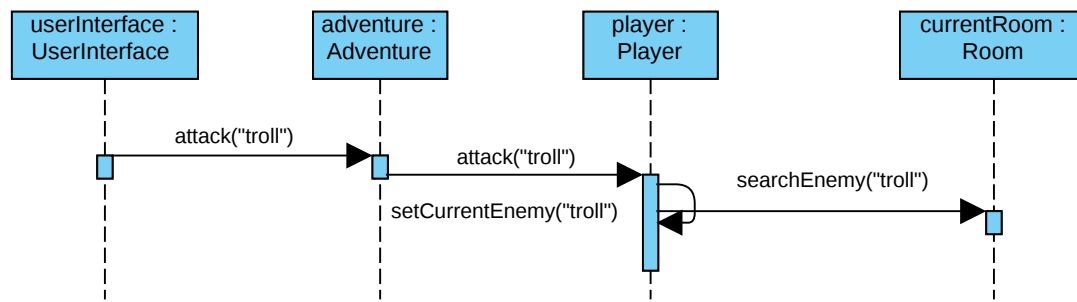 userInterface :
UserInterface
adventure :
Adventure
player :
Player
currentRoom :
Room
attack("troll")
attack("troll")
searchEnemy("troll")
setCurrentEnemy("troll")